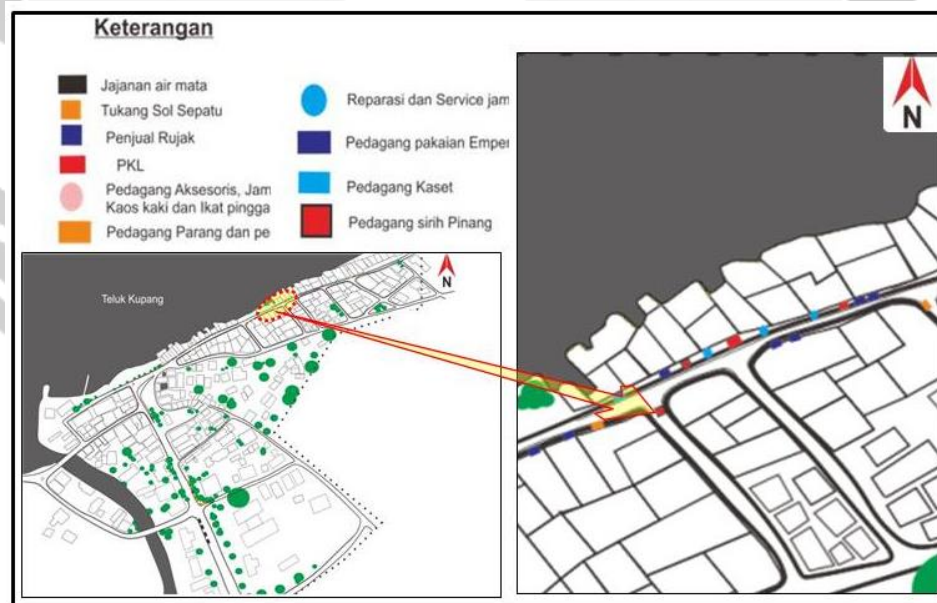 Keterangan
Jajanan air mata
Tukang Sol Sepatu
Penjual Rujak
PKL
Pedagang Aksesoris, Jam
Kaos kaki dan Ikat pingga
Pedagang Parang dan pe
Reparasi dan Service jam
Pedagang pakaian Emper
Pedagang Kaset
Pedagang sirih Pinang
N
Teluk Kupang
N